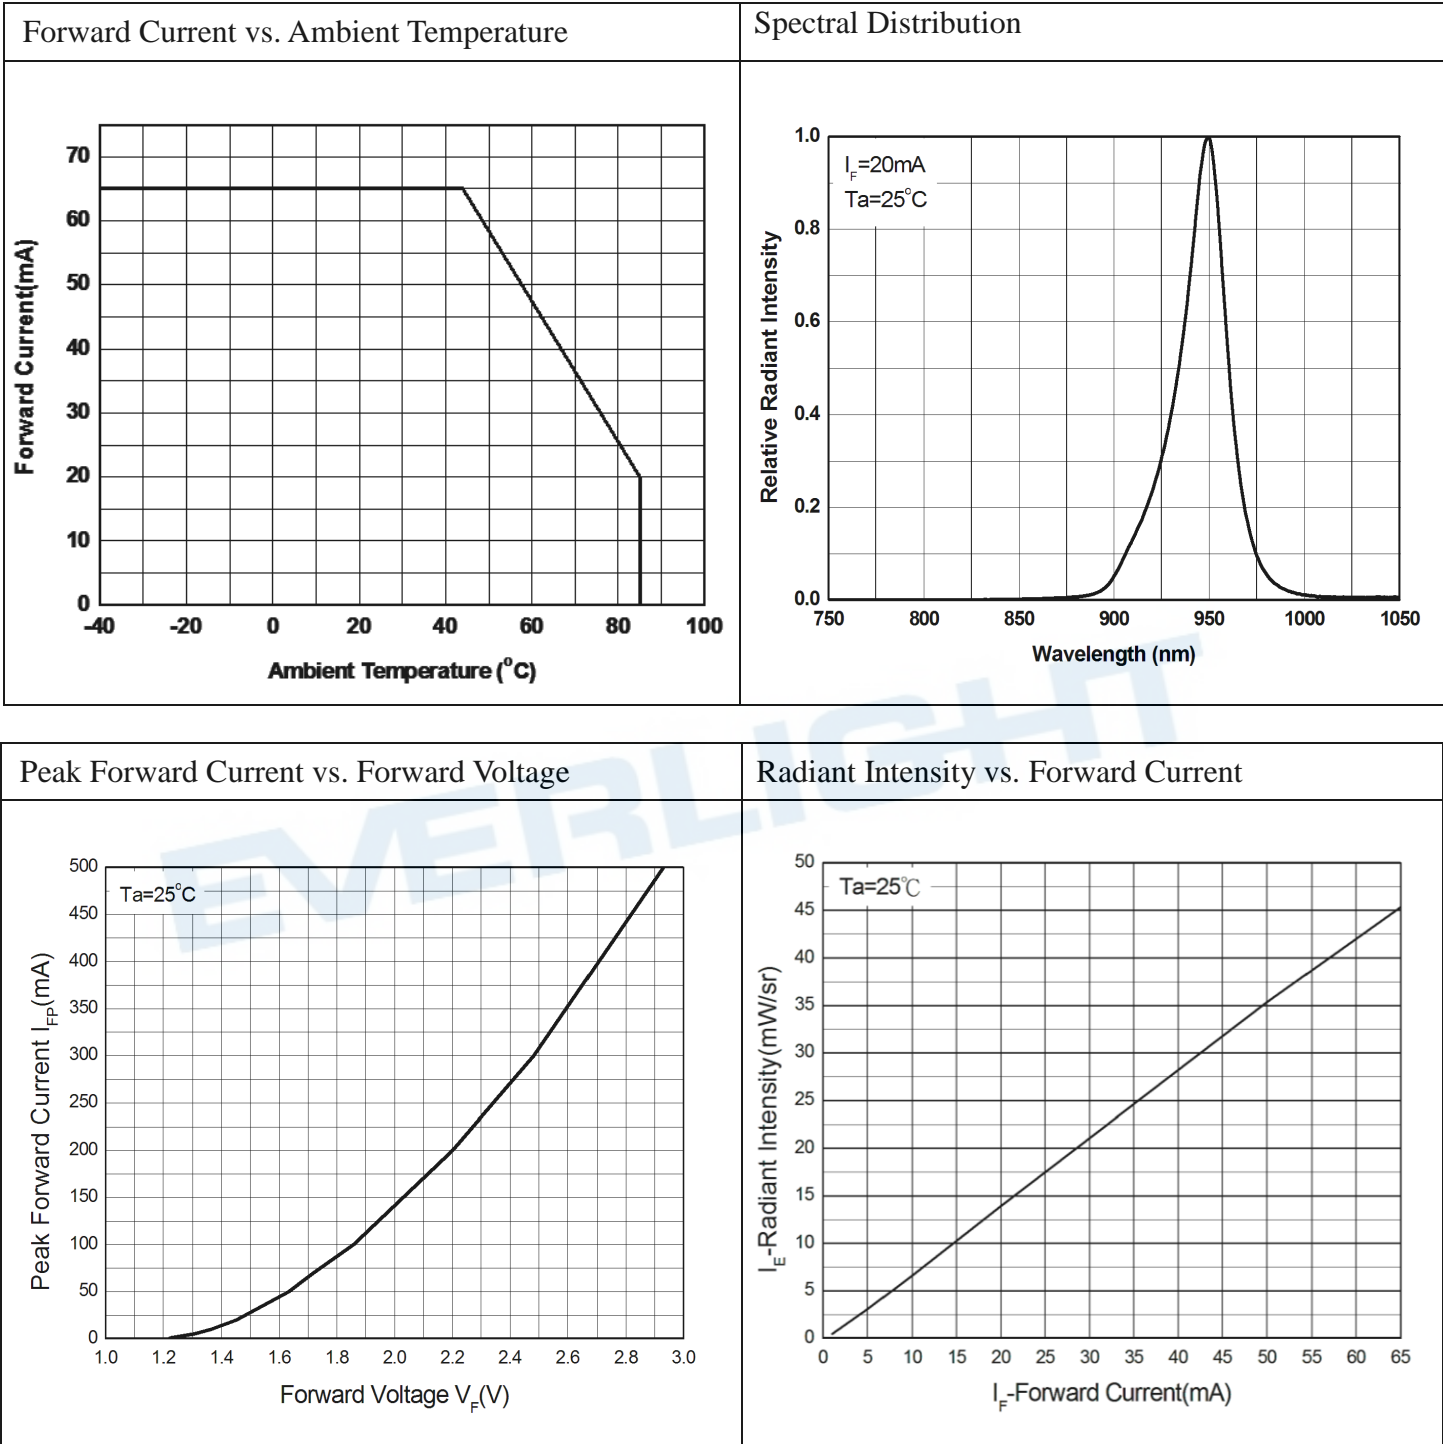 Forward Current vs. Ambient Temperature
Forward Current(mA)
70
60
50
40
30
20
10
0
-40 -20 0 20 40 60 80 100
Ambient Temperature (°C)
Spectral Distribution
Relative Radiant Intensity
1.0
0.8
0.6
0.4
0.2
0.0
IF=20mA
Ta=25°C
750 800 850 900 950 1000 1050
Wavelength (nm)
EVERLIGHT
Peak Forward Current vs. Forward Voltage
Peak Forward Current IFP(mA)
500
450
400
350
300
250
200
150
100
50
0
Ta=25°C
1.0 1.2 1.4 1.6 1.8 2.0 2.2 2.4 2.6 2.8 3.0
Forward Voltage VF(V)
Radiant Intensity vs. Forward Current
IE-Radiant Intensity(mW/sr)
50
45
40
35
30
25
20
15
10
5
0
Ta=25℃
0 5 10 15 20 25 30 35 40 45 50 55 60 65
IF-Forward Current(mA)